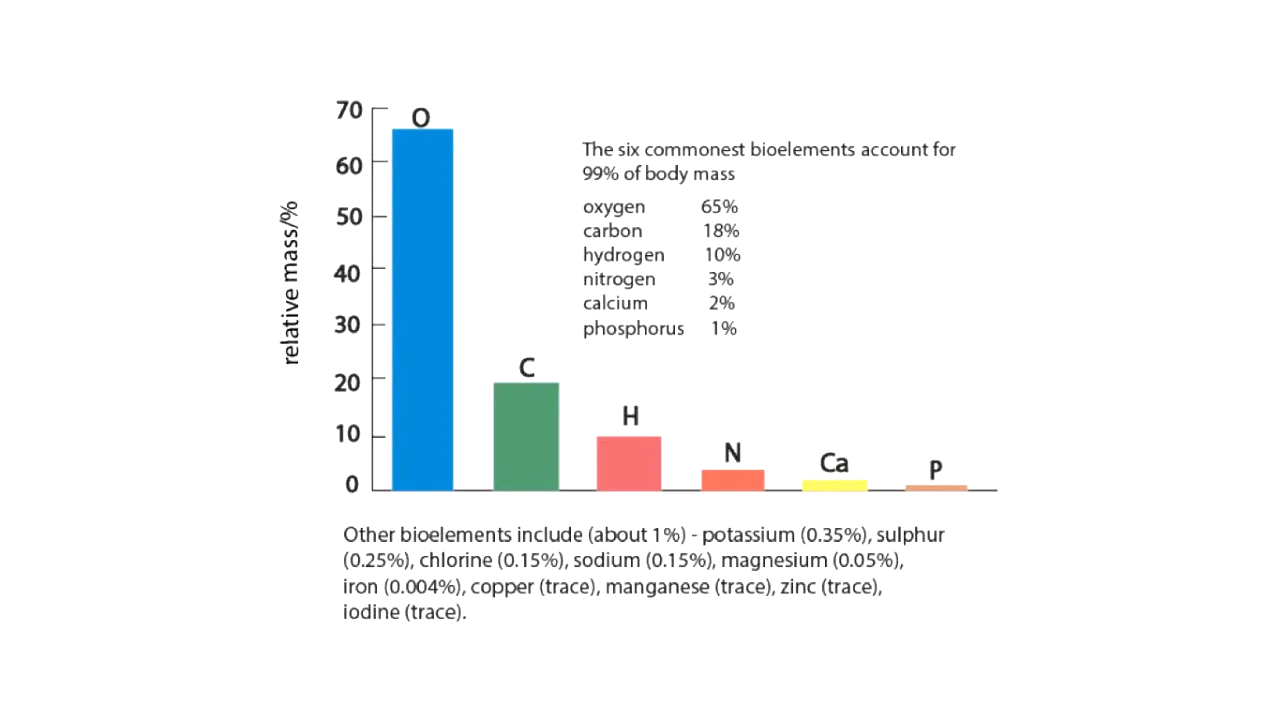 70
60
50
40
30
20
10
0
relative mass/%
O
C
H
N
Ca
P
The six commonest bioelements account for
99% of body mass
oxygen 65%
carbon 18%
hydrogen 10%
nitrogen 3%
calcium 2%
phosphorus 1%
Other bioelements include (about 1%) - potassium (0.35%), sulphur
(0.25%), chlorine (0.15%), sodium (0.15%), magnesium (0.05%),
iron (0.004%), copper (trace), manganese (trace), zinc (trace),
iodine (trace).